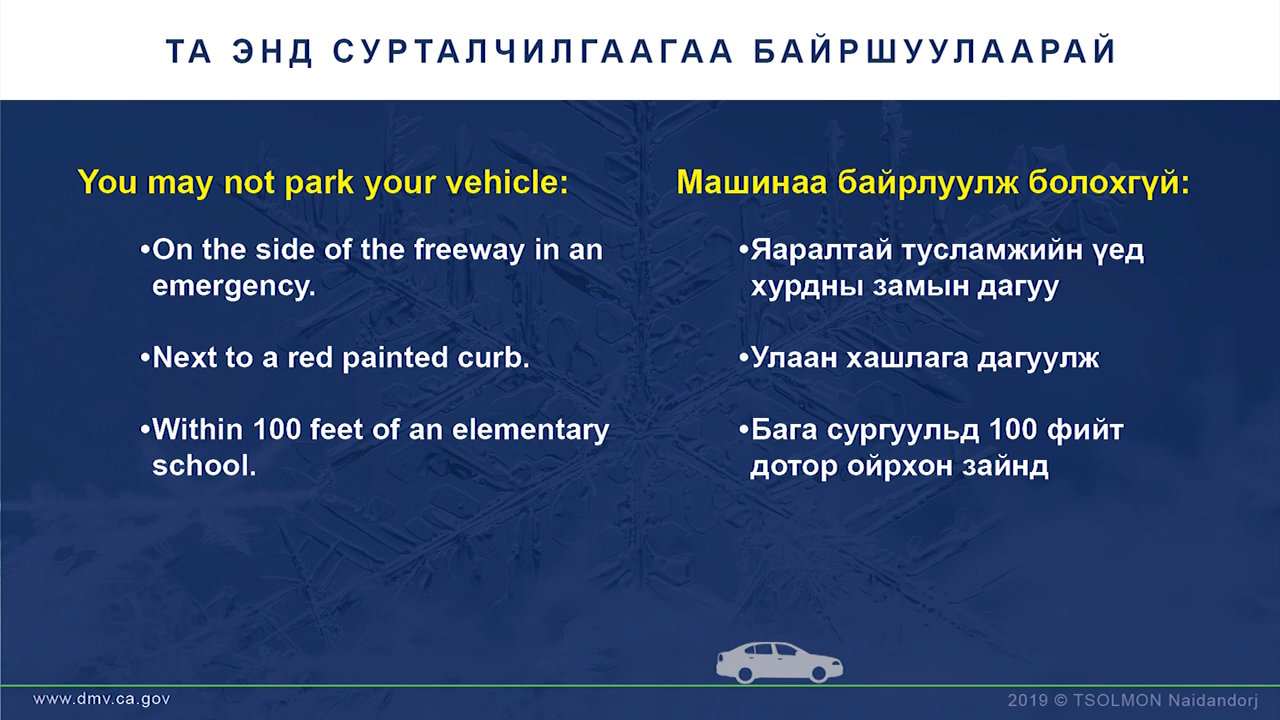 ТА ЭНД СУРТАЛЧИЛГААГАА БАЙРШУУЛААРАЙ
You may not park your vehicle:
•On the side of the freeway in an
emergency.
•Next to a red painted curb.
•Within 100 feet of an elementary
school.
Машинаа байрлуулж болохгүй:
•Яаралтай тусламжийн үед
хурдны замын дагуу
•Улаан хашлага дагуулж
•Бага сургуульд 100 фийт
дотор ойрхон зайнд
www.dmv.ca.gov
2019 © TSOLMON Naidandorj